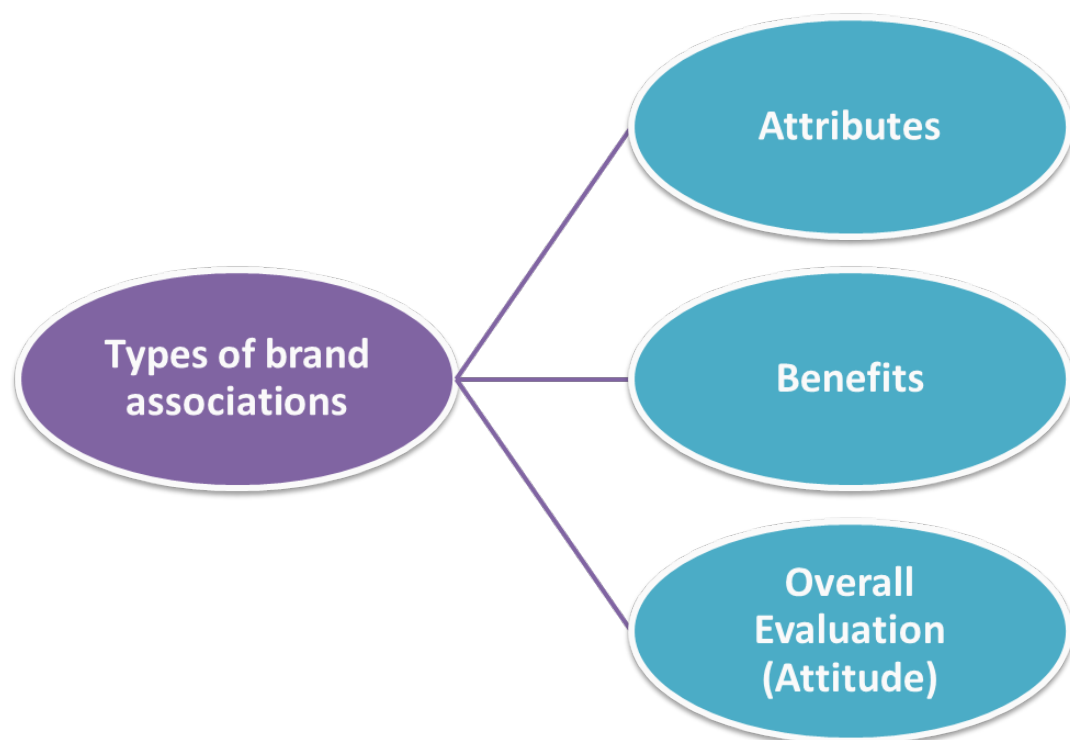 Types of brand
associations
Attributes
Benefits
Overall
Evaluation
(Attitude)